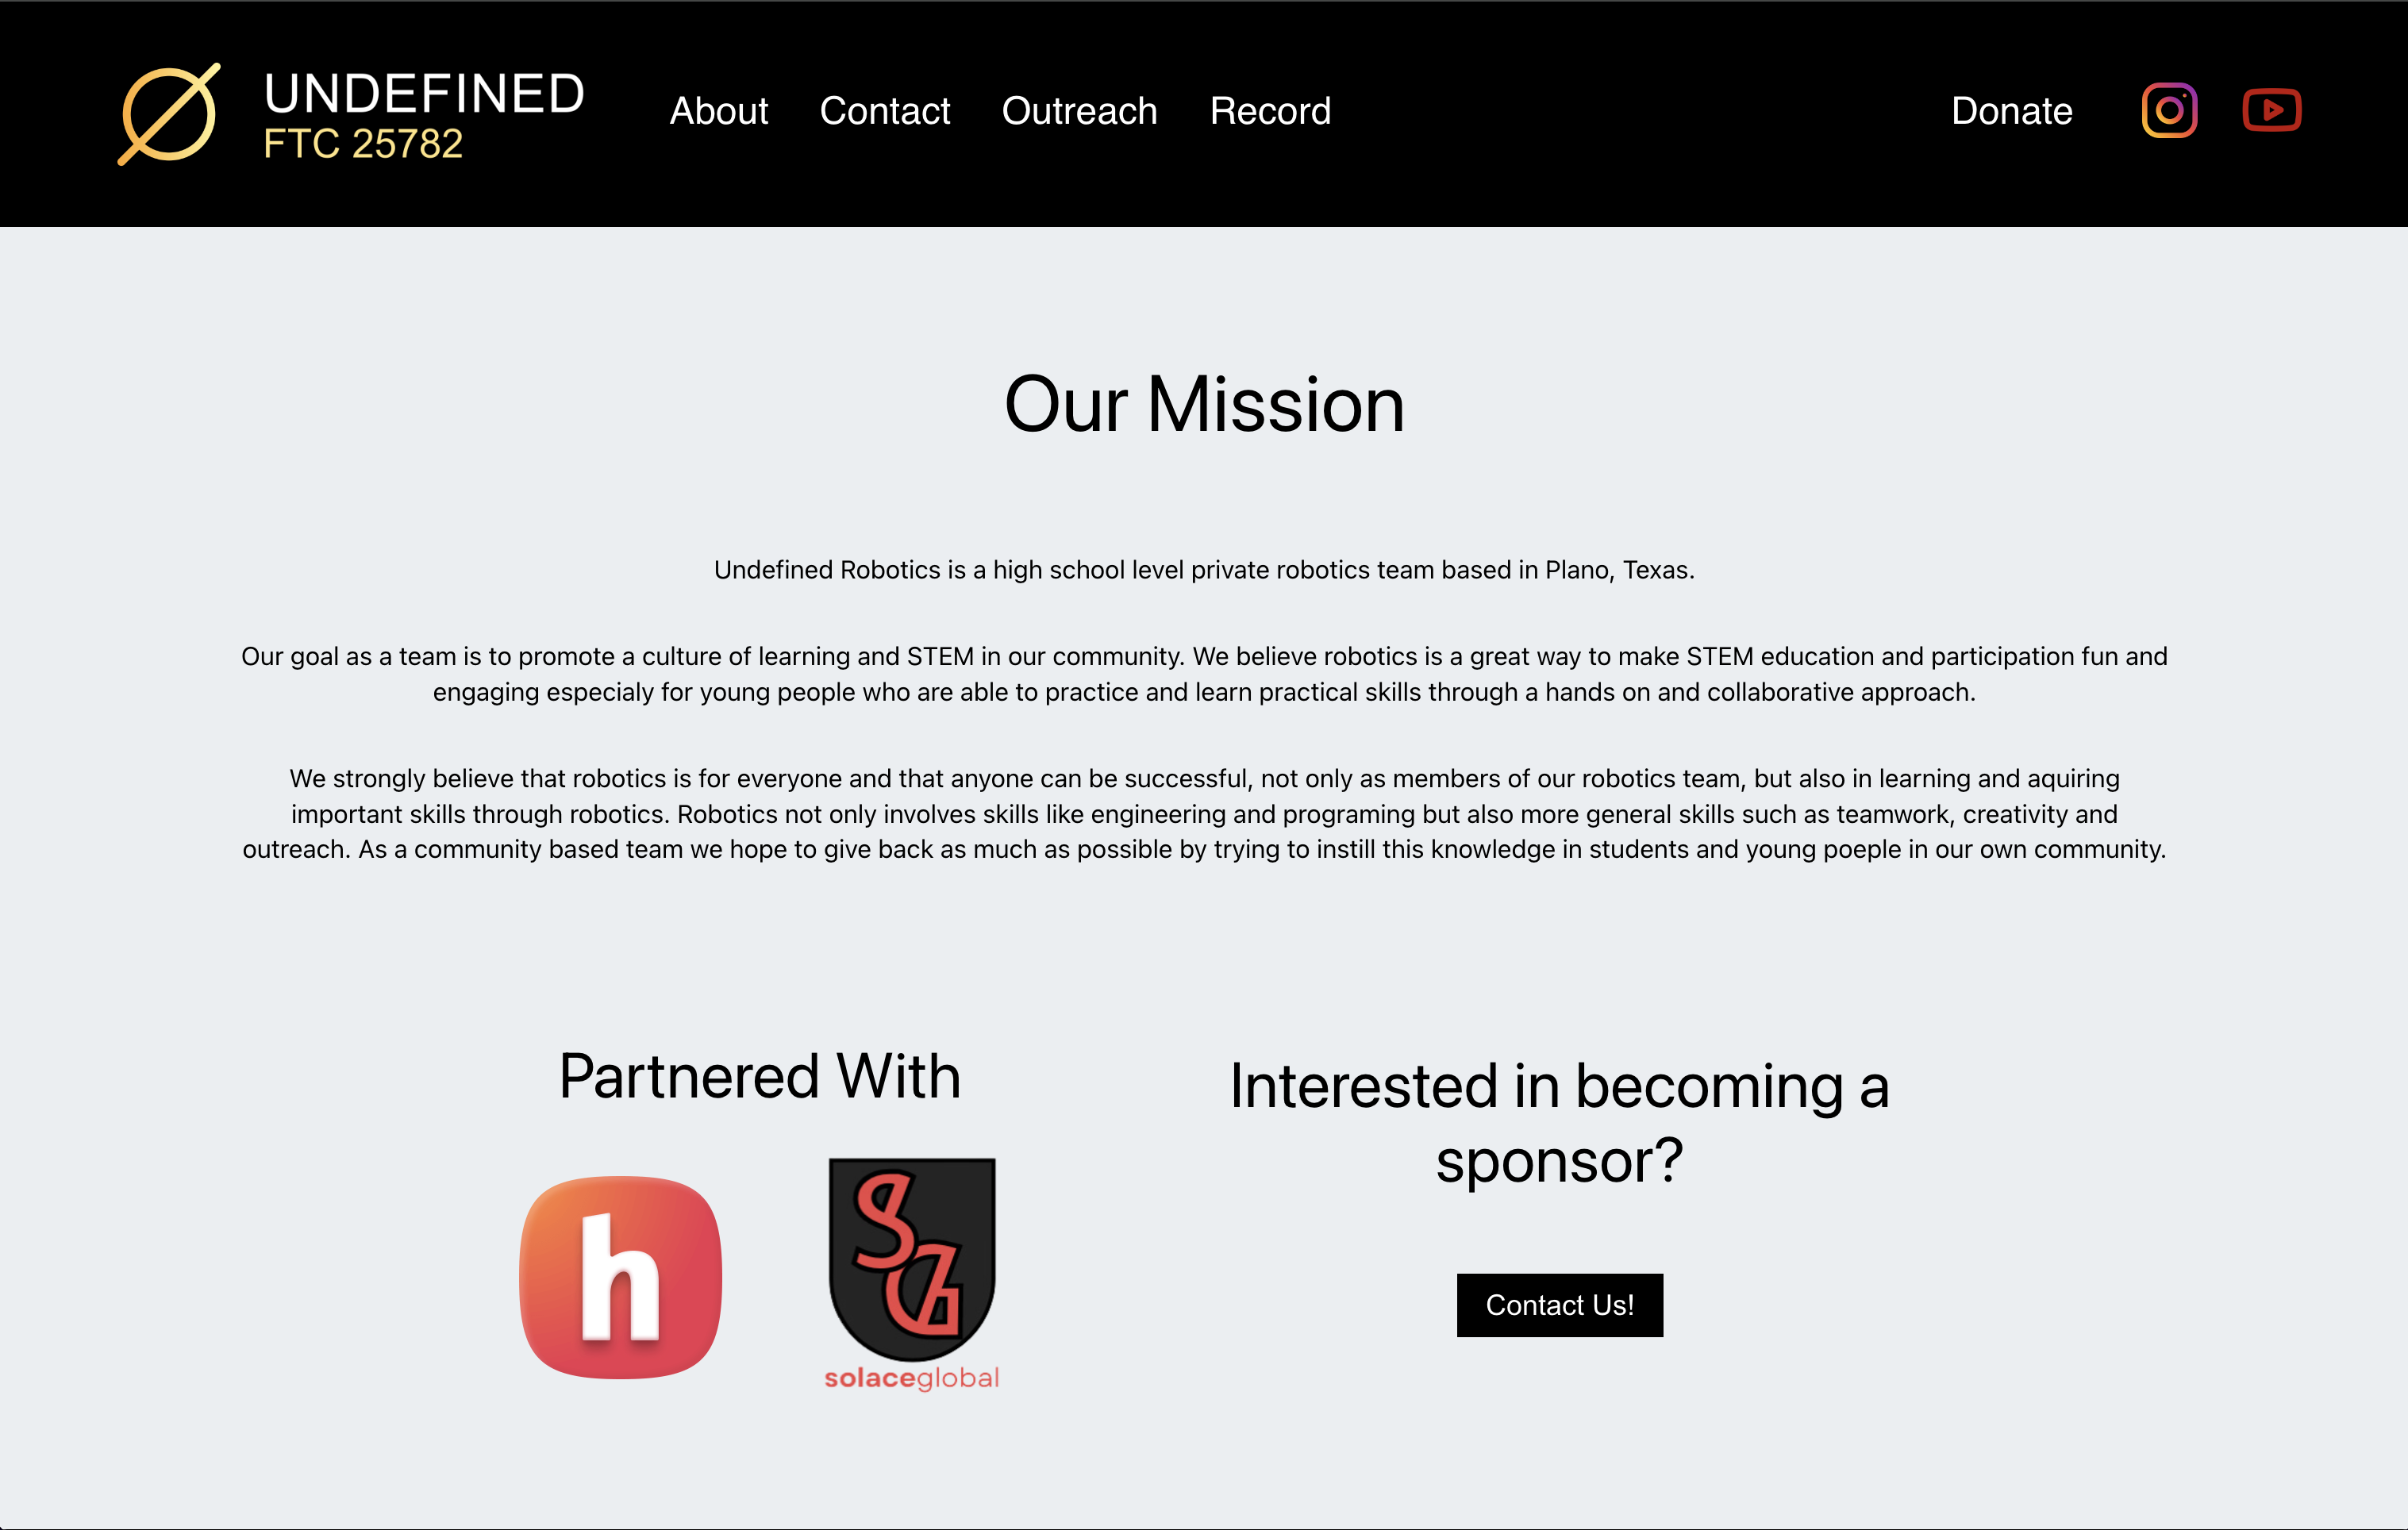 UNDEFINED
FTC 25782
About
Contact
Outreach
Record
Donate
Our Mission
Undefined Robotics is a high school level private robotics team based in Plano, Texas.
Our goal as a team is to promote a culture of learning and STEM in our community. We believe robotics is a great way to make STEM education and participation fun and
engaging especialy for young people who are able to practice and learn practical skills through a hands on and collaborative approach.
We strongly believe that robotics is for everyone and that anyone can be successful, not only as members of our robotics team, but also in learning and aquiring
important skills through robotics. Robotics not only involves skills like engineering and programing but also more general skills such as teamwork, creativity and
outreach. As a community based team we hope to give back as much as possible by trying to instill this knowledge in students and young poeple in our own community.
Partnered With
h
SG
solaceglobal
Interested in becoming a
sponsor?
Contact Us!